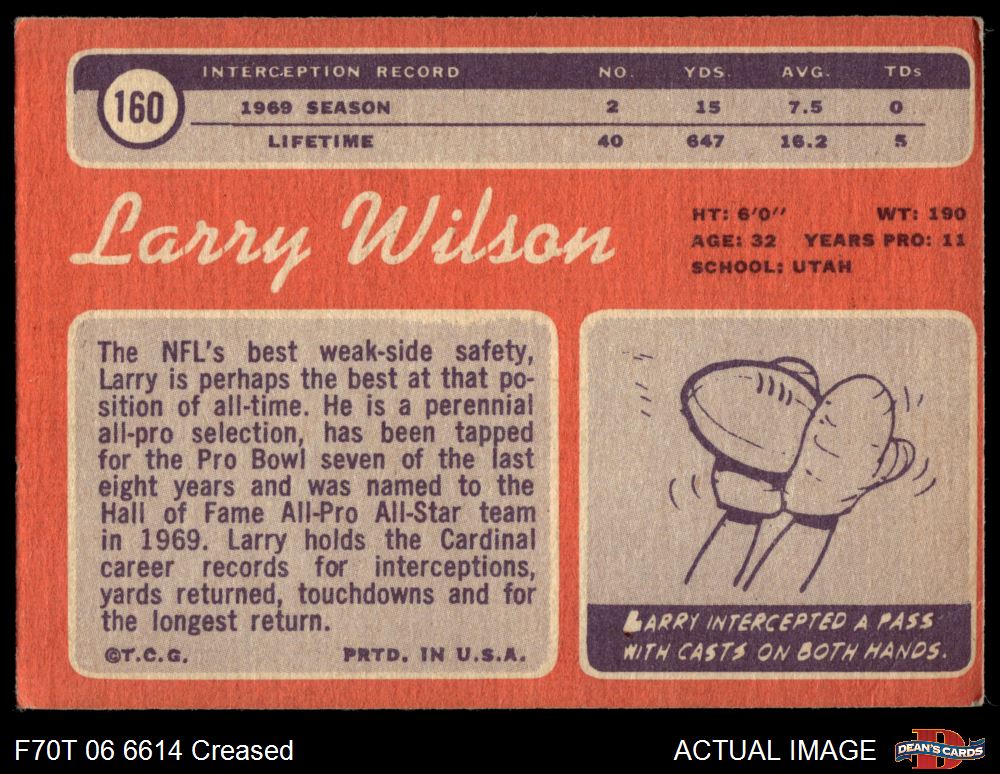 160
INTERCEPTION RECORD NO. YDS. AVG. TDs
1969 SEASON 2 15 7.5 0
LIFETIME 40 647 16.2 5
Larry Wilson
HT: 6'0" WT: 190
AGE: 32 YEARS PRO: 11
SCHOOL: UTAH
The NFL's best weak-side safety,
Larry is perhaps the best at that po-
sition of all-time. He is a perennial
all-pro selection, has been tapped
for the Pro Bowl seven of the last
eight years and was named to the
Hall of Fame All-Pro All-Star team
in 1969. Larry holds the Cardinal
career records for interceptions,
yards returned, touchdowns and for
the longest return.
©T.C.G. PRTD. IN U.S.A.
LARRY INTERCEPTED A PASS
WITH CASTS ON BOTH HANDS.
F70T 06 6614 Creased
ACTUAL IMAGE
D
DEAN'S CARDS